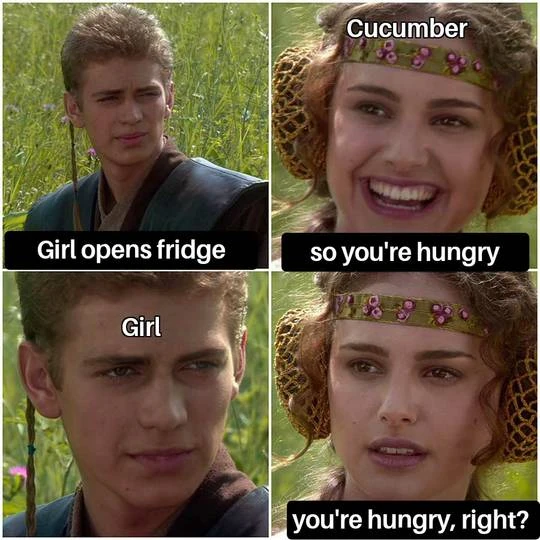 Girl opens fridge
Cucumber
so you're hungry
Girl
you're hungry, right?